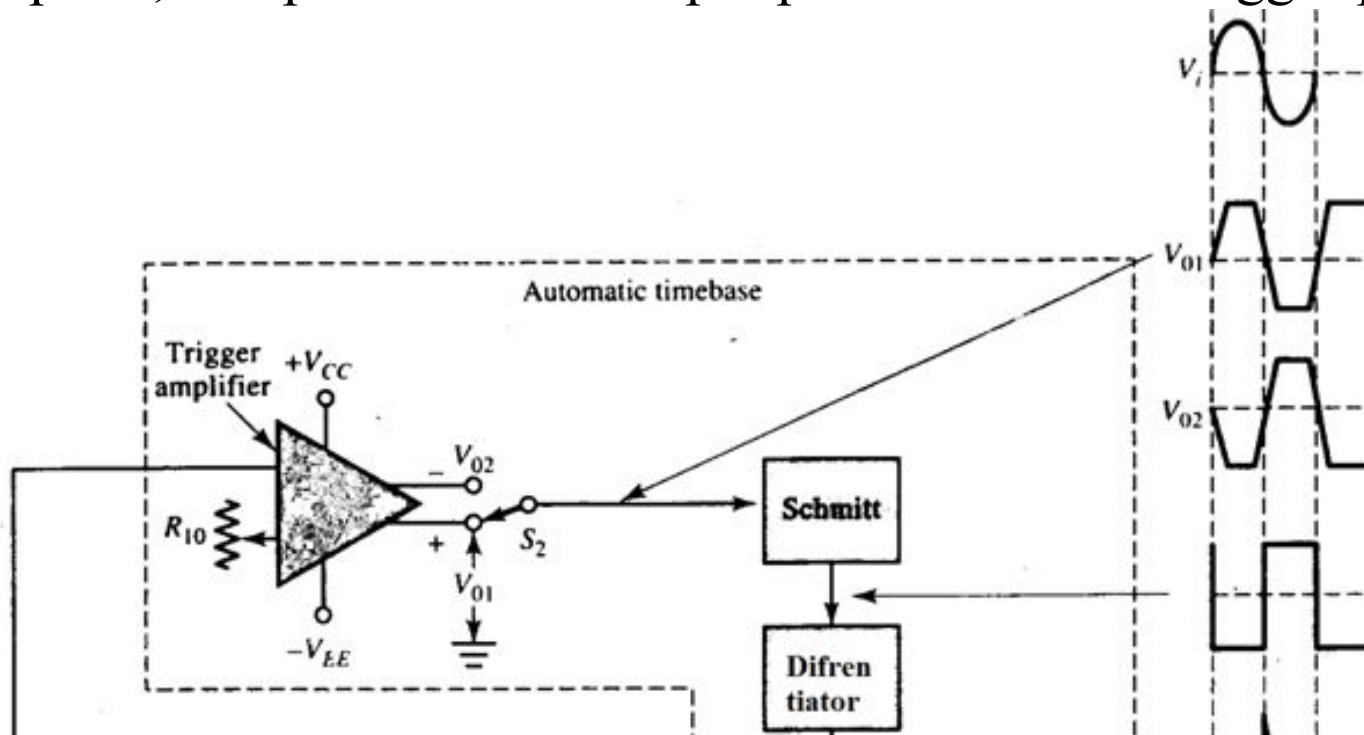 V_i
V_01
Automatic timebase
Trigger
amplifier
+V_CC
V_02
− V_02
Schmitt
R_10
+
S_2
V_01
−V_EE
Difren
tiator